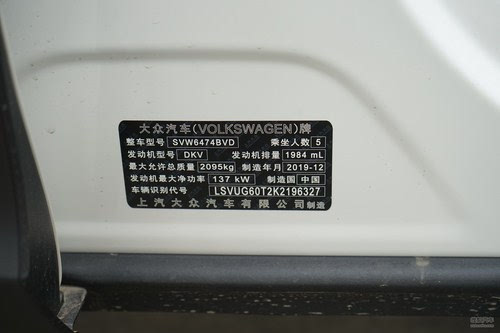 大众汽车(VOLKSWAGEN)牌
整车型号 SVW6474BVD 乘坐人数 5
发动机型号 DKV 发动机排量 1984 mL
最大允许总质量 2095kg 制造年月 2019-12
发动机最大净功率 137 kW 制造国 中国
车辆识别代号 LSVUG60T2K2196327
上汽大众汽车有限公司制造